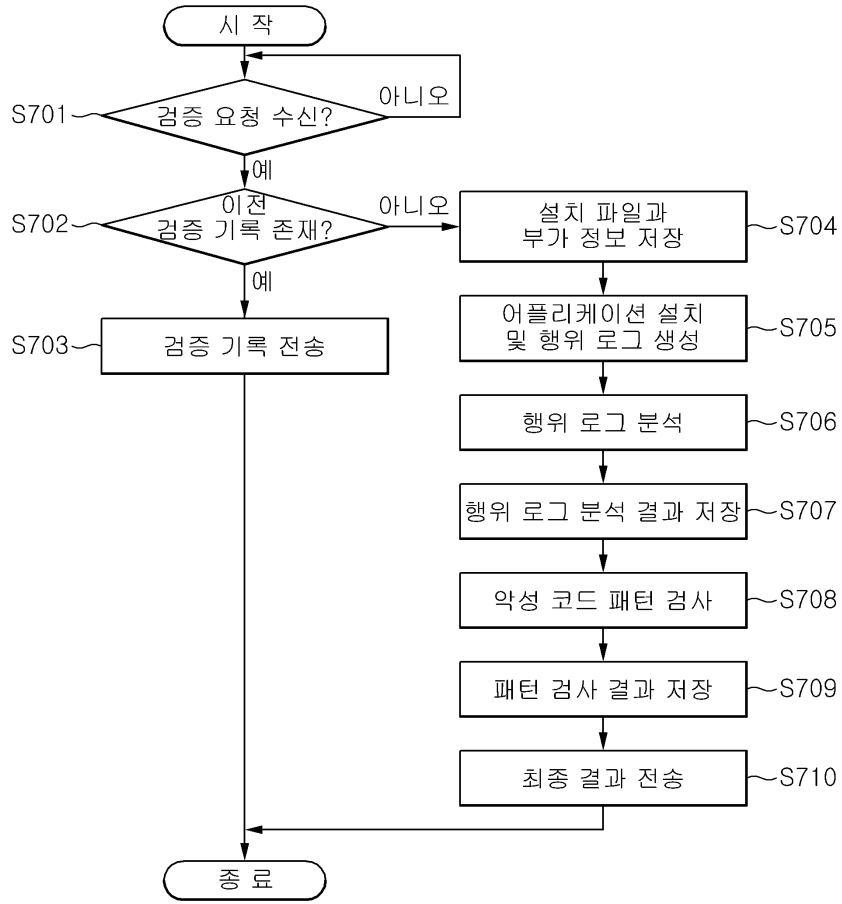 시 작
아니오
S701
검증 요청 수신?
예
S702
이전
검증 기록 존재?
아니오
예
S703
검증 기록 전송
설치 파일과
부가 정보 저장
S704
어플리케이션 설치
및 행위 로그 생성
S705
행위 로그 분석
S706
행위 로그 분석 결과 저장
S707
악성 코드 패턴 검사
S708
패턴 검사 결과 저장
S709
최종 결과 전송
S710
종 료